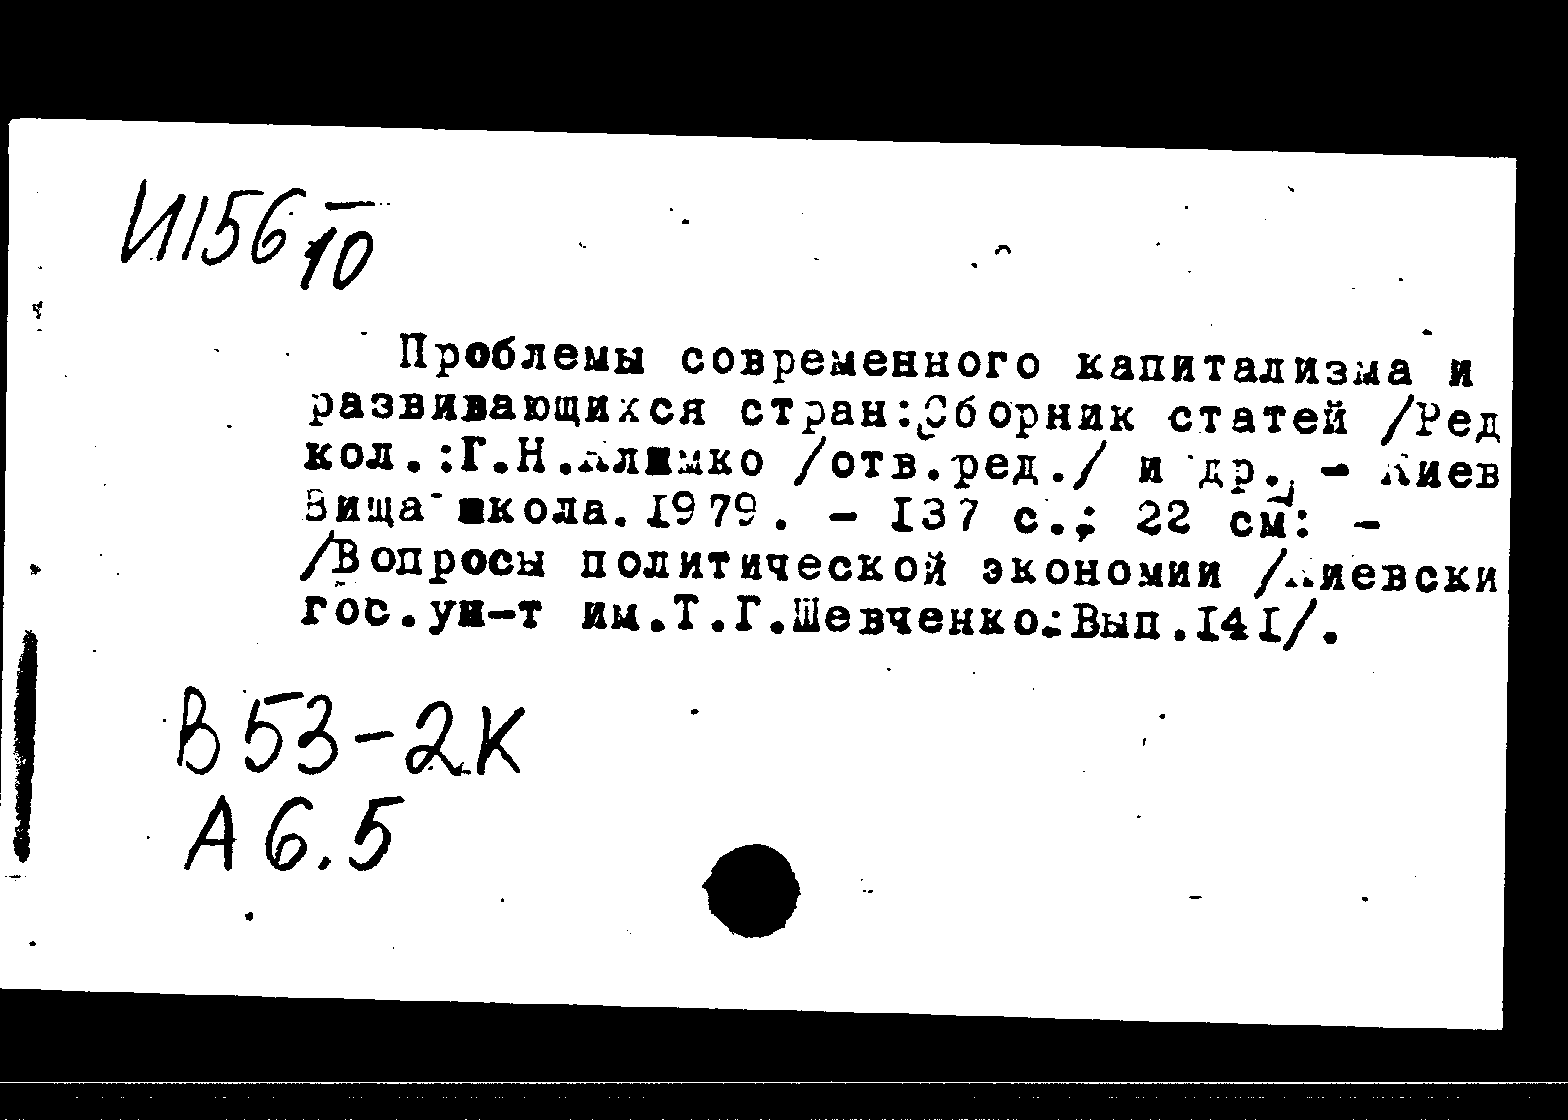 И156 10
Проблемы современного капитализма и
развивающихся стран:Сборник статей /Ред
кол.:Г.Н.Климко /отв.ред./ и др. - Киев
Вища школа.1979. - 137 с.; 22 см: -
/Вопросы политической экономии /Киевски
гос.ун-т им.Т.Г.Шевченко:Вып.141/.
В53-2К
А6.5